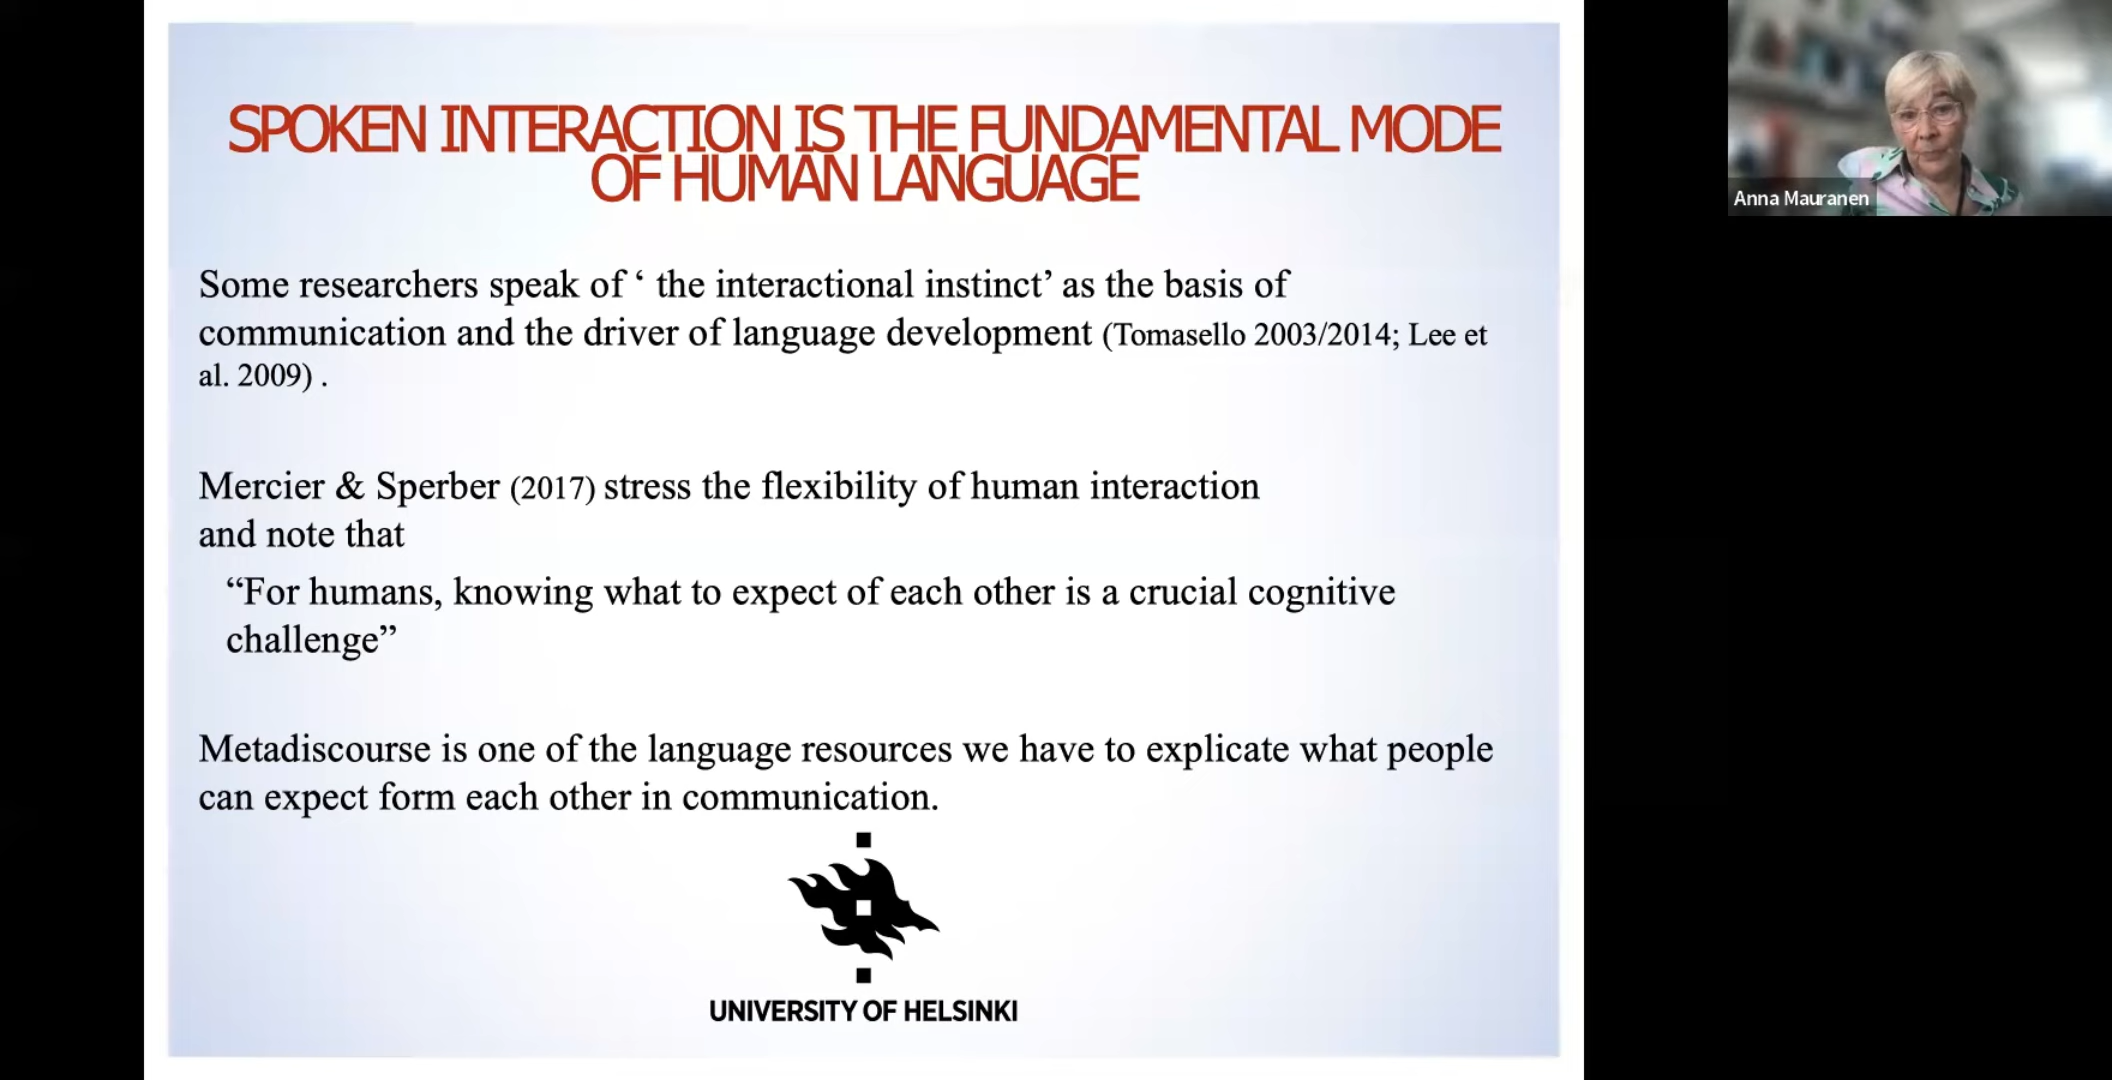 SPOKEN INTERACTION IS THE FUNDAMENTAL MODE
OF HUMAN LANGUAGE
Anna Mauranen
Some researchers speak of ‘ the interactional instinct’ as the basis of
communication and the driver of language development (Tomasello 2003/2014; Lee et
al. 2009) .
Mercier & Sperber (2017) stress the flexibility of human interaction
and note that
“For humans, knowing what to expect of each other is a crucial cognitive
challenge”
Metadiscourse is one of the language resources we have to explicate what people
can expect form each other in communication.
UNIVERSITY OF HELSINKI